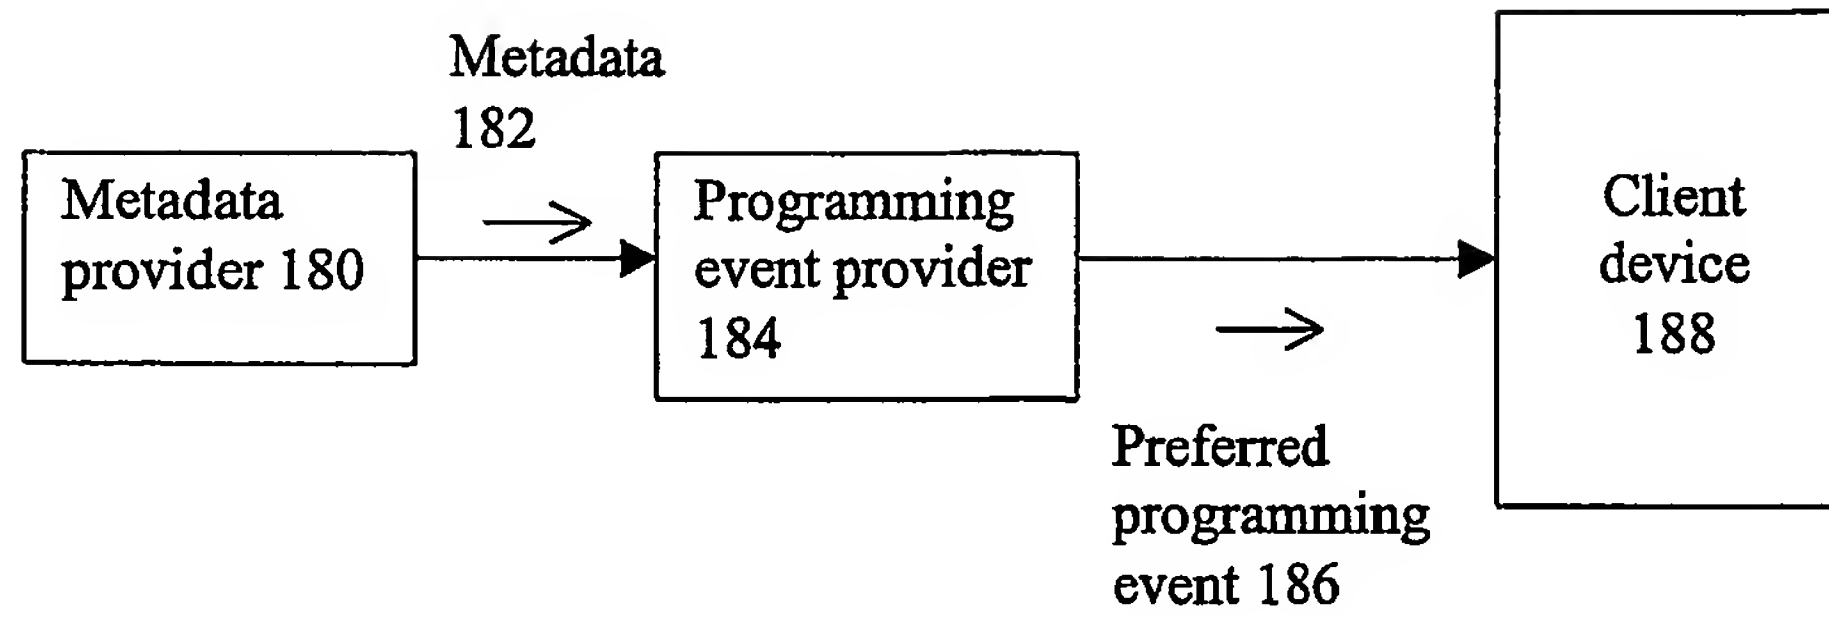 Metadata
182
Metadata
provider 180
Programming
event provider
184
Client
device
188
Preferred
programming
event 186